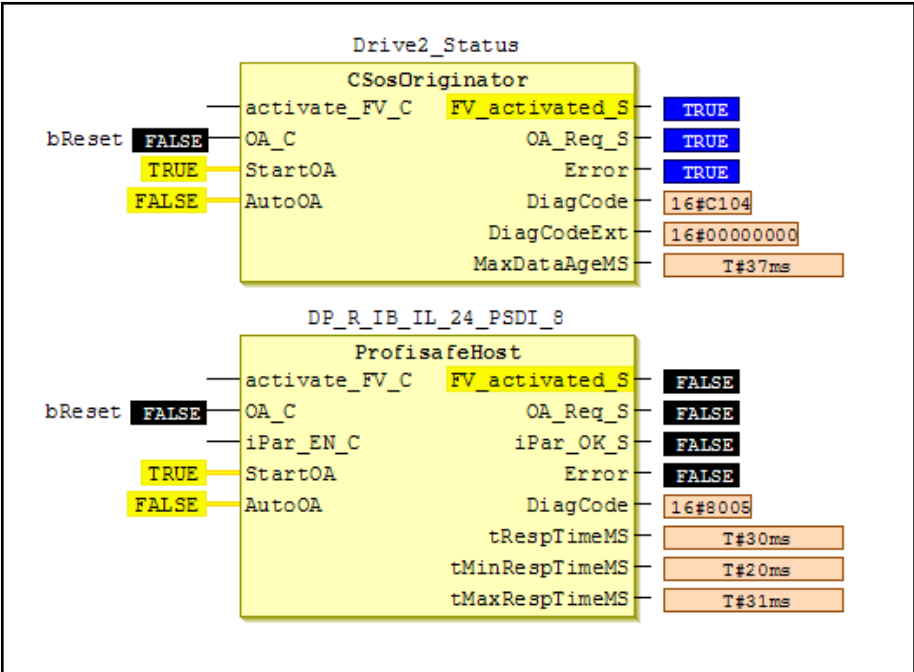 Drive2_Status
CSosOriginator
activate_FV_C FV_activated_S TRUE
bReset FALSE OA_C OA_Req_S TRUE
TRUE StartOA Error TRUE
FALSE AutoOA DiagCode 16#C104
DiagCodeExt 16#00000000
MaxDataAgeMS T#37ms
DP_R_IB_IL_24_PSDI_8
ProfisafeHost
activate_FV_C FV_activated_S FALSE
bReset FALSE OA_C OA_Req_S FALSE
iPar_EN_C iPar_OK_S FALSE
TRUE StartOA Error FALSE
FALSE AutoOA DiagCode 16#8005
tRespTimeMS T#30ms
tMinRespTimeMS T#20ms
tMaxRespTimeMS T#31ms